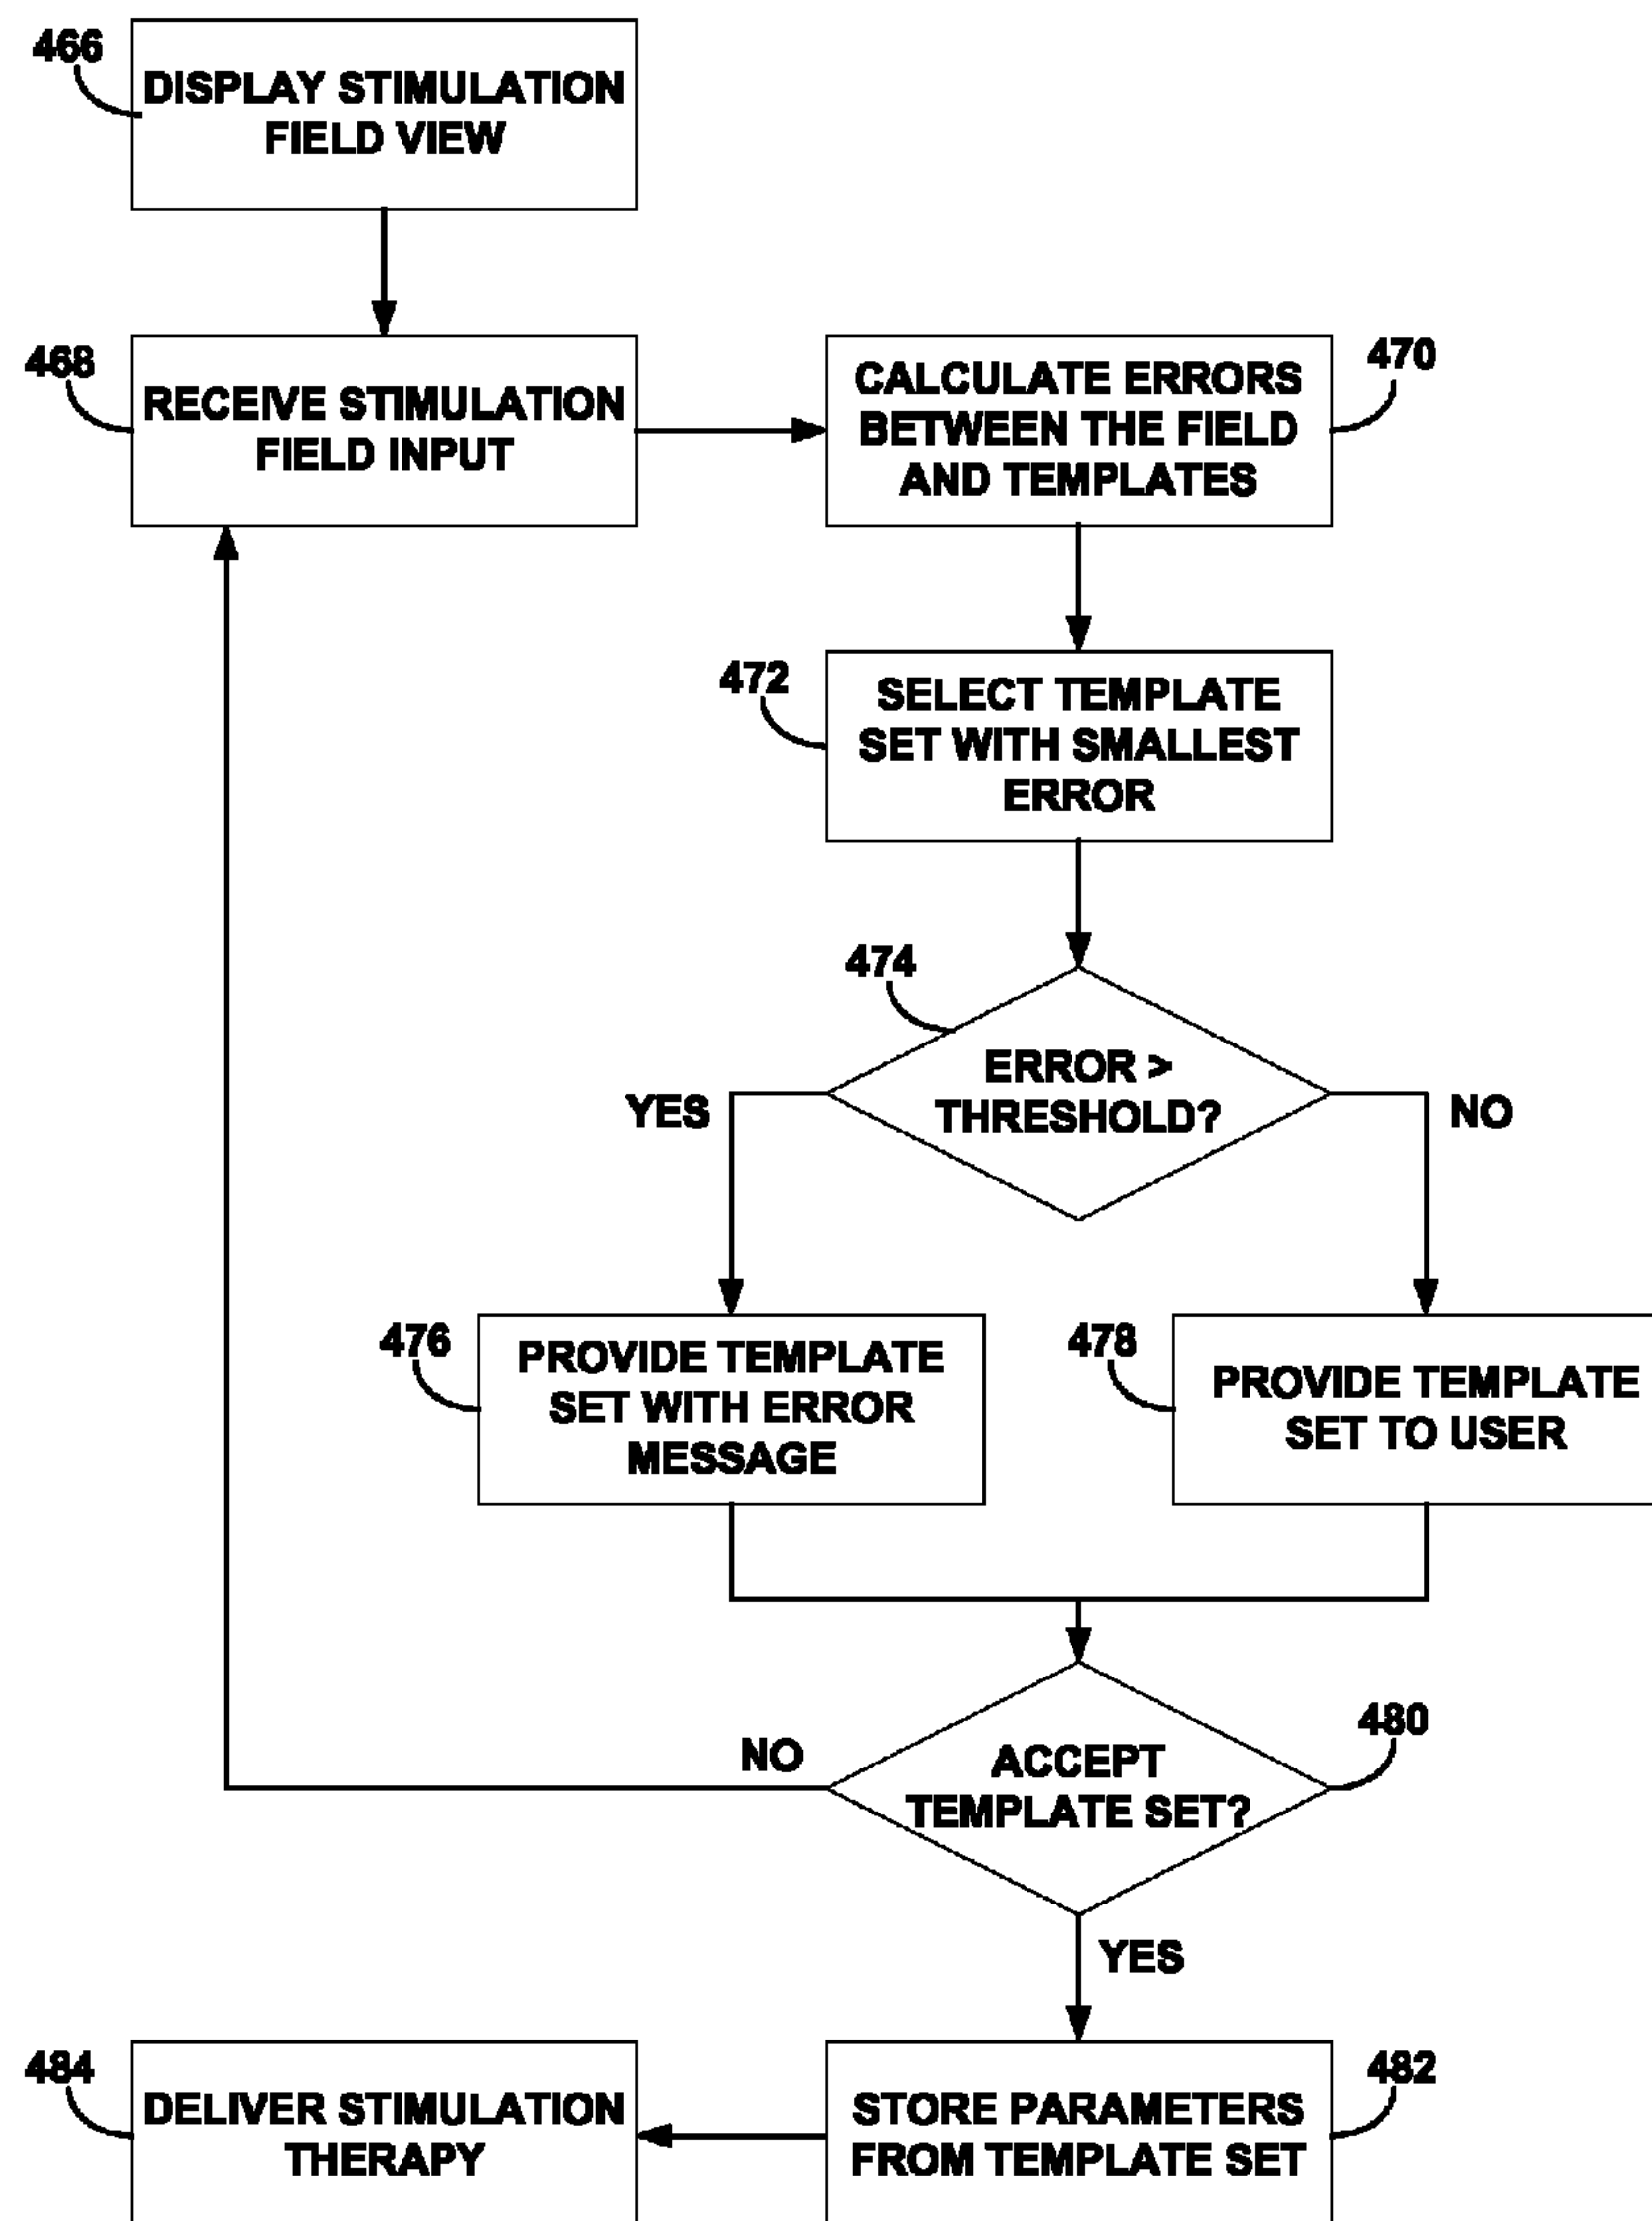 466
DISPLAY STIMULATION
FIELD VIEW
468
RECEIVE STIMULATION
FIELD INPUT
CALCULATE ERRORS
BETWEEN THE FIELD
AND TEMPLATES
470
472
SELECT TEMPLATE
SET WITH SMALLEST
ERROR
474
ERROR >
THRESHOLD?
YES
NO
476
PROVIDE TEMPLATE
SET WITH ERROR
MESSAGE
478
PROVIDE TEMPLATE
SET TO USER
480
NO
ACCEPT
TEMPLATE SET?
YES
484
DELIVER STIMULATION
THERAPY
482
STORE PARAMETERS
FROM TEMPLATE SET